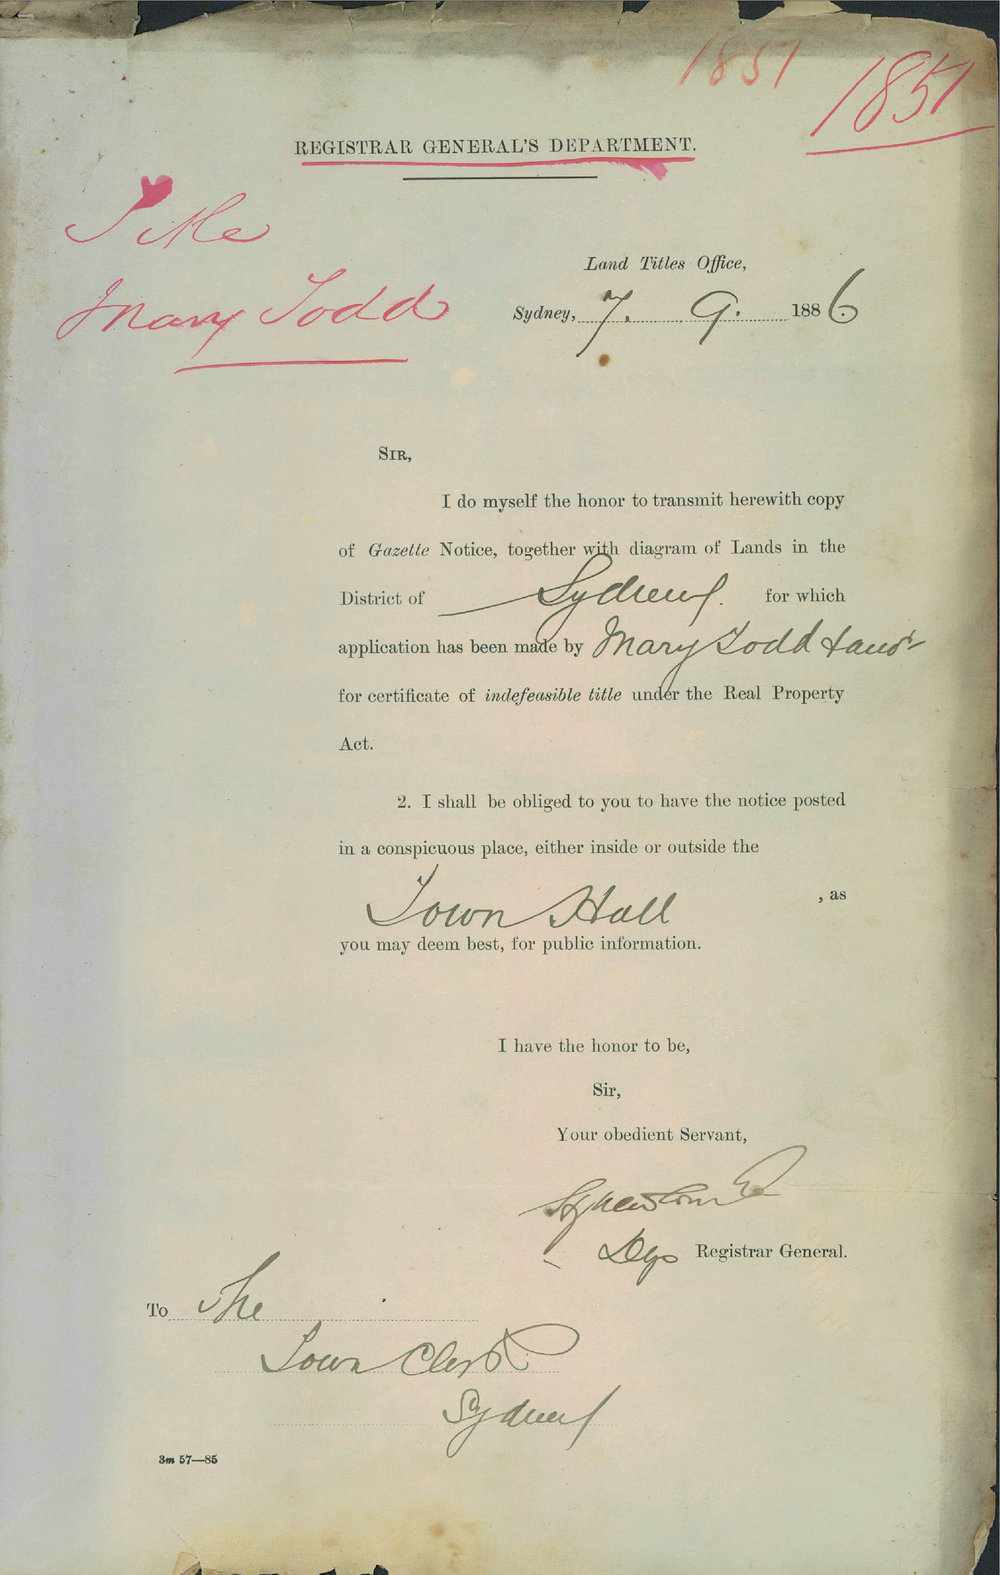 1851
1851
REGISTRAR GENERAL'S DEPARTMENT.
Title
Mary Todd
Land Titles Office,
Sydney, 7. 9. 1886
SIR,
I do myself the honor to transmit herewith copy
of Gazette Notice, together with diagram of Lands in the
District of Sydney. for which
application has been made by Mary Todd & anor
for certificate of indefeasible title under the Real Property
Act.
2. I shall be obliged to you to have the notice posted
in a conspicuous place, either inside or outside the
Town Hall , as
you may deem best, for public information.
I have the honor to be,
Sir,
Your obedient Servant,
Dep Registrar General.
To The
Town Clerk
Sydney
3m 57—85